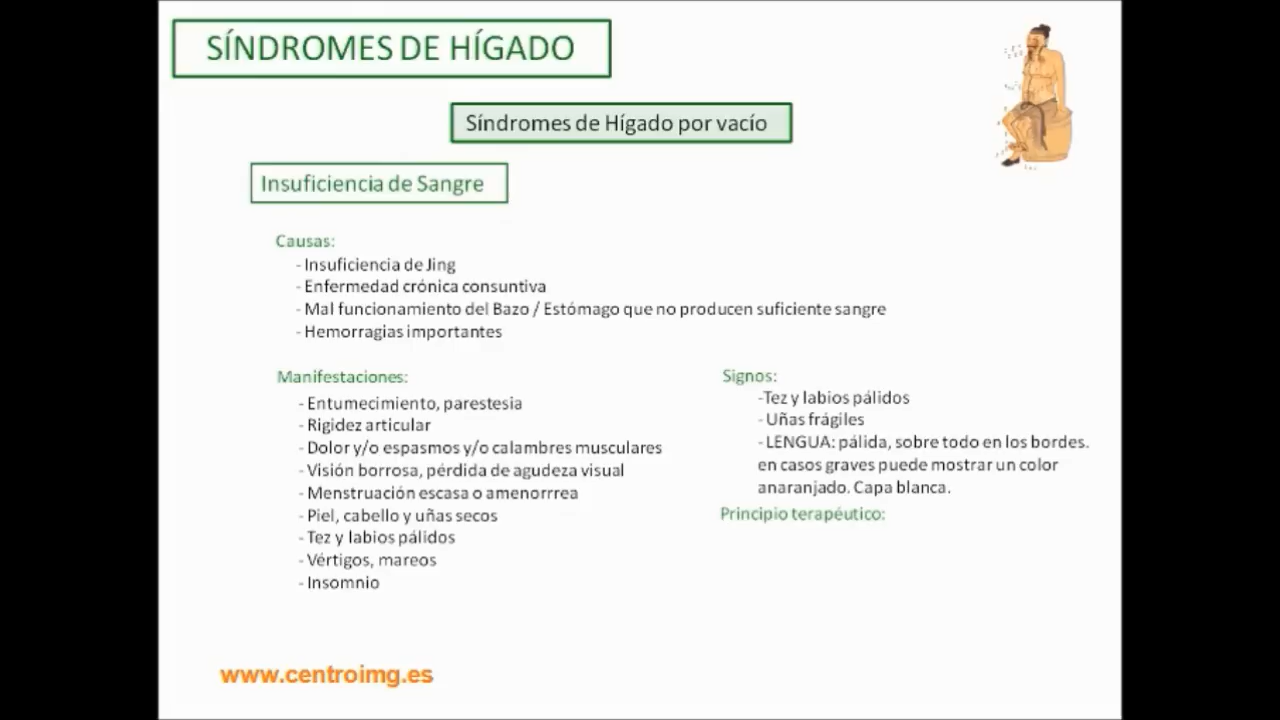 SÍNDROMES DE HÍGADO
Síndromes de Hígado por vacío
Insuficiencia de Sangre
Causas:
- Insuficiencia de Jing
- Enfermedad crónica consuntiva
- Mal funcionamiento del Bazo / Estómago que no producen suficiente sangre
- Hemorragias importantes
Manifestaciones:
- Entumecimiento, parestesia
- Rigidez articular
- Dolor y/o espasmos y/o calambres musculares
- Visión borrosa, pérdida de agudeza visual
- Menstruación escasa o amenorrrea
- Piel, cabello y uñas secos
- Tez y labios pálidos
- Vértigos, mareos
- Insomnio
Signos:
-Tez y labios pálidos
- Uñas frágiles
- LENGUA: pálida, sobre todo en los bordes.
en casos graves puede mostrar un color
anaranjado. Capa blanca.
Principio terapéutico:
www.centroimg.es